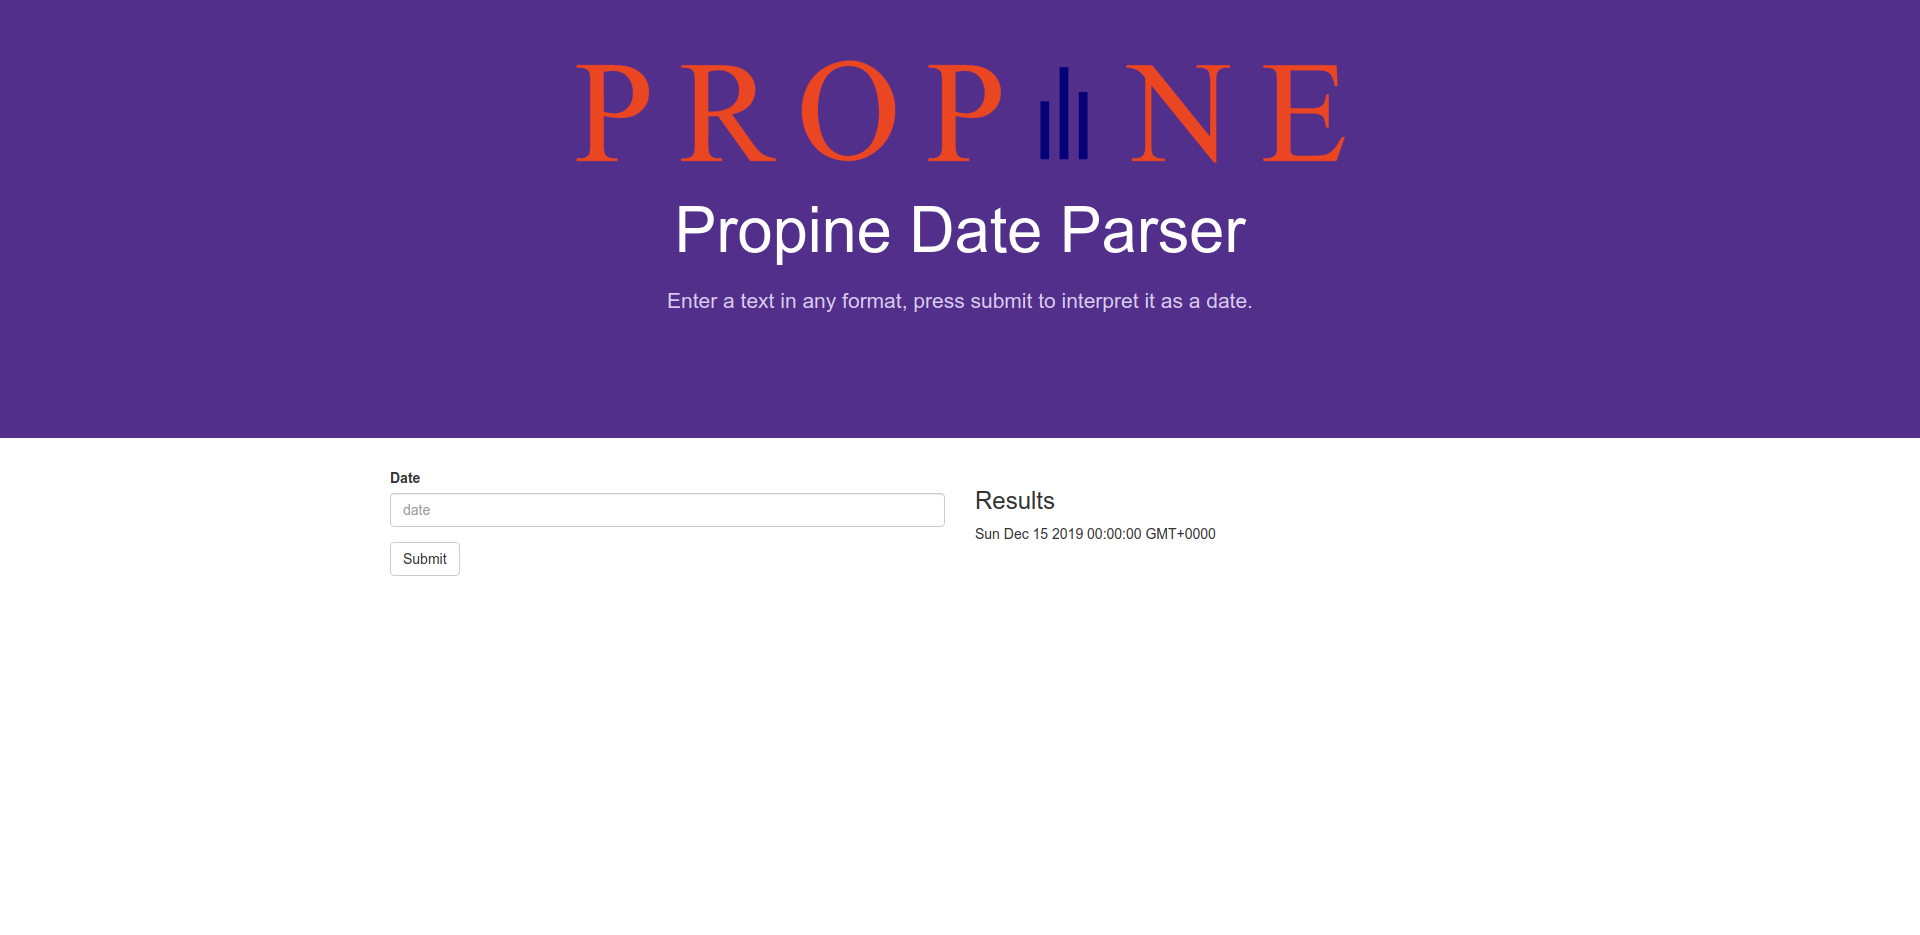 PROPINE
Propine Date Parser
Enter a text in any format, press submit to interpret it as a date.
Date
date
Submit
Results
Sun Dec 15 2019 00:00:00 GMT+0000